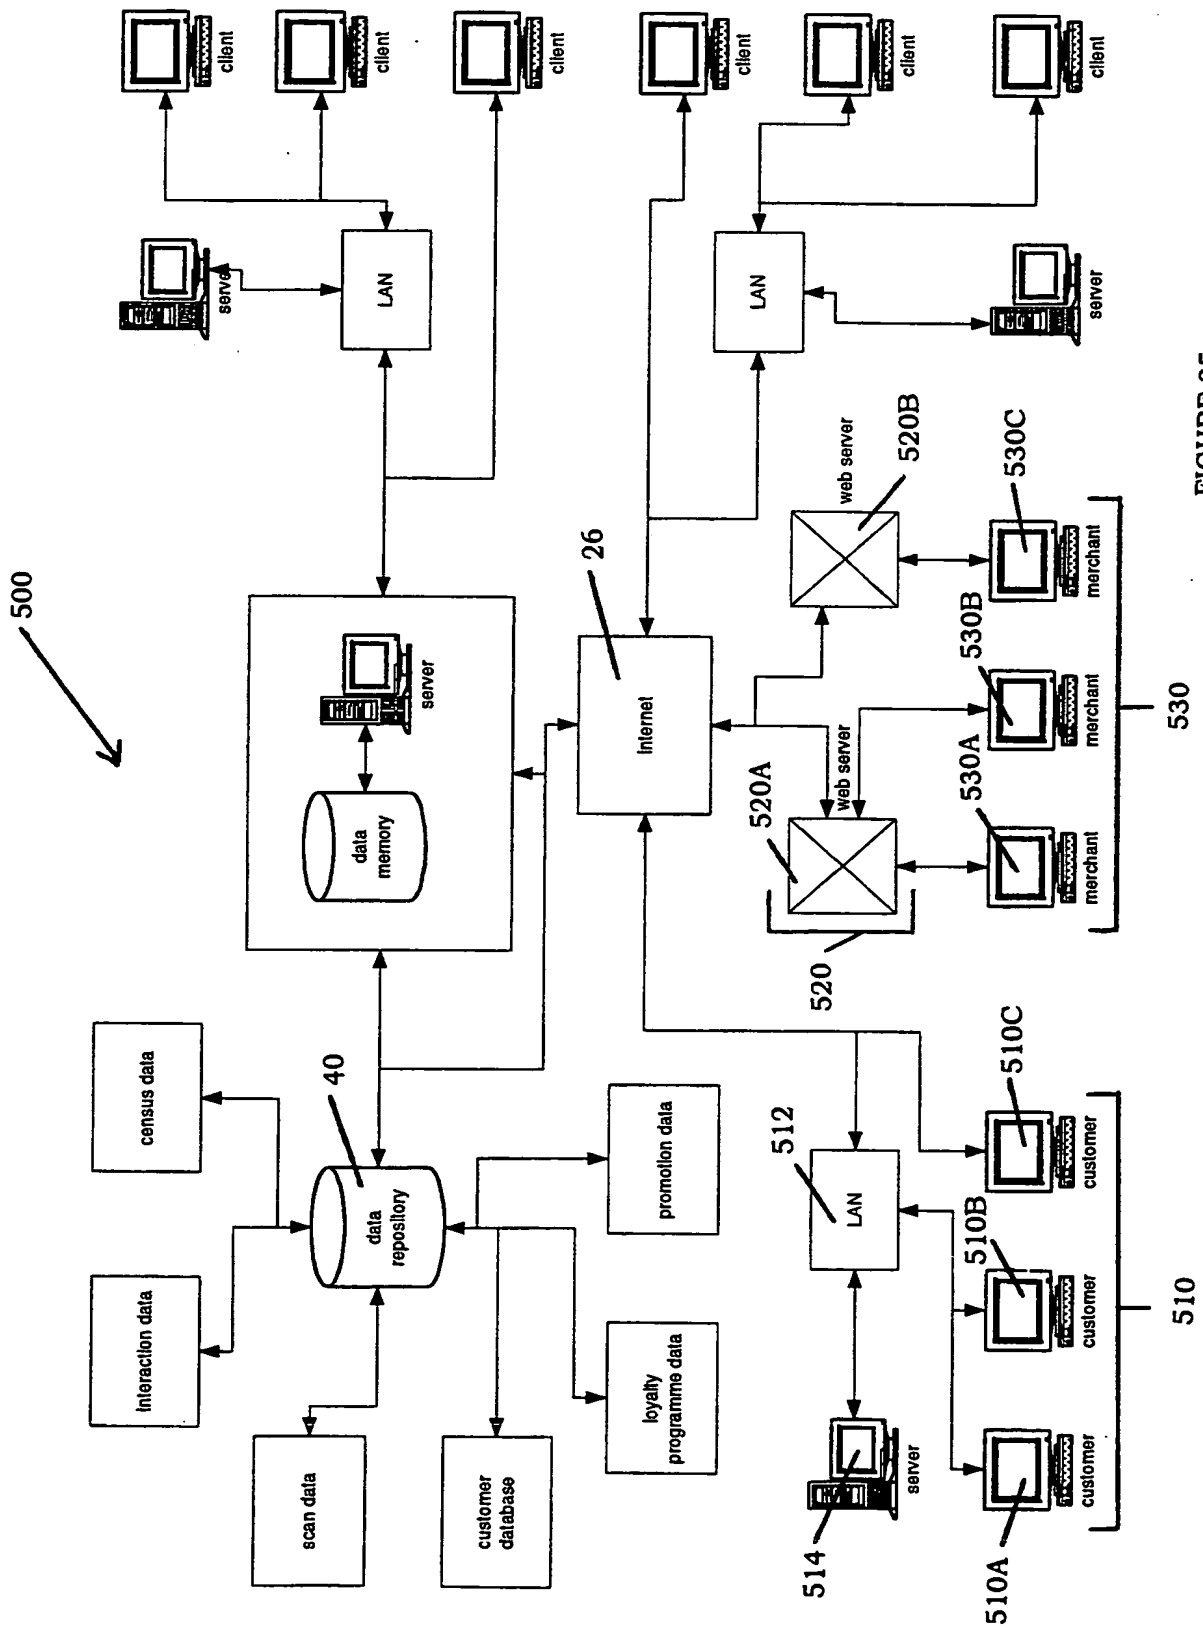 500
interaction data
census data
scan data
data
repository
40
data
memory
server
server
LAN
client
client
client
customer
database
loyalty
programme data
promotion data
Internet
26
client
514
server
512
LAN
520
520A
web server
web server
520B
LAN
client
client
server
510A
510B
510C
530A
530B
530C
customer
customer
customer
merchant
merchant
merchant
510
530